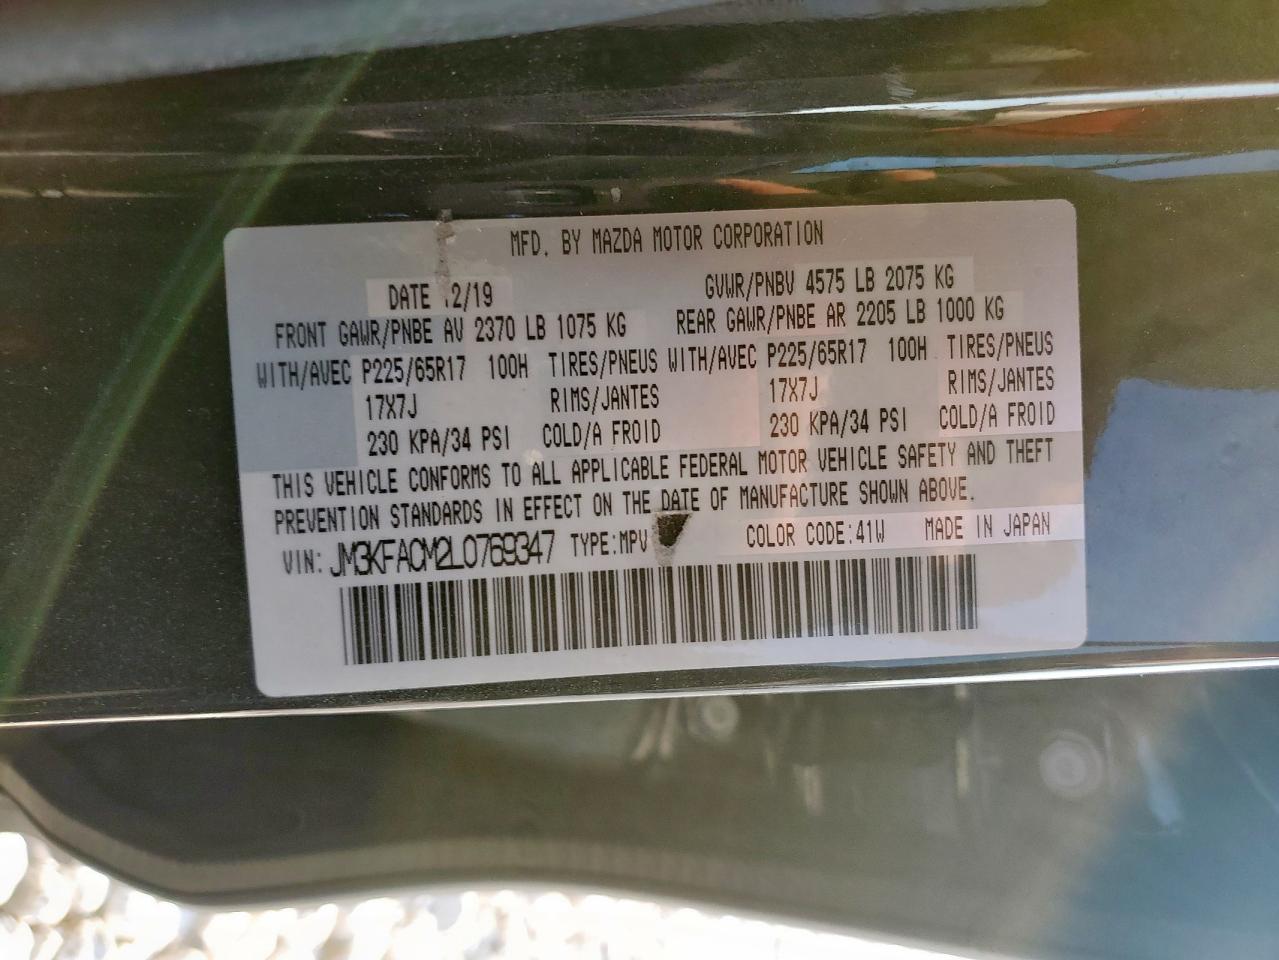 MFD. BY MAZDA MOTOR CORPORATION
DATE 12/19 GVWR/PNBV 4575 LB 2075 KG
FRONT GAWR/PNBE AV 2370 LB 1075 KG REAR GAWR/PNBE AR 2205 LB 1000 KG
WITH/AVEC P225/65R17 100H TIRES/PNEUS WITH/AVEC P225/65R17 100H TIRES/PNEUS
17X7J RIMS/JANTES 17X7J RIMS/JANTES
230 KPA/34 PSI COLD/A FROID 230 KPA/34 PSI COLD/A FROID
THIS VEHICLE CONFORMS TO ALL APPLICABLE FEDERAL MOTOR VEHICLE SAFETY AND THEFT
PREVENTION STANDARDS IN EFFECT ON THE DATE OF MANUFACTURE SHOWN ABOVE.
VIN: JM3KFACM2L0769347 TYPE:MPV COLOR CODE:41W MADE IN JAPAN